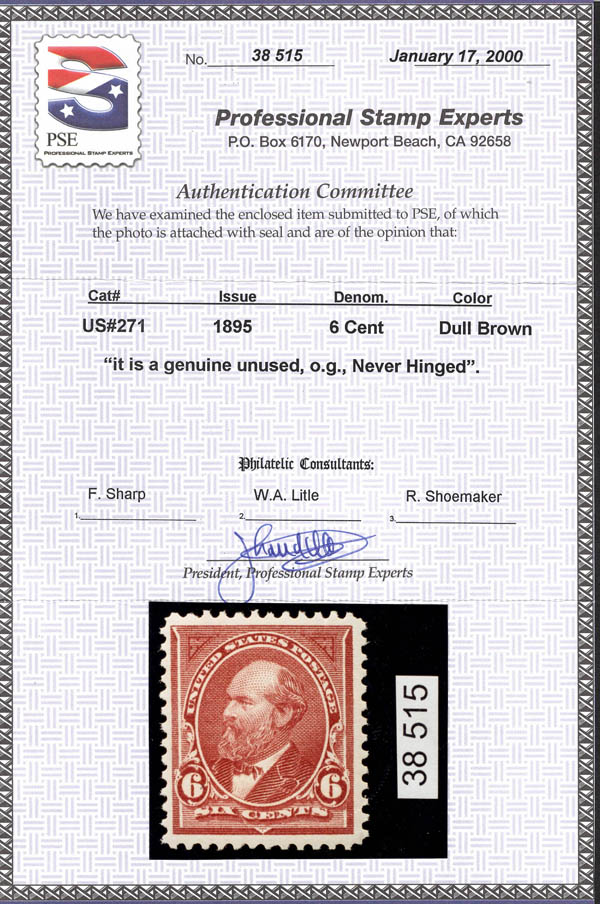 No. 38 515
January 17, 2000
PSE
PROFESSIONAL STAMP EXPERTS
Professional Stamp Experts
P.O. Box 6170, Newport Beach, CA 92658
Authentication Committee
We have examined the enclosed item submitted to PSE, of which
the photo is attached with seal and are of the opinion that:
Cat# Issue Denom. Color
US#271 1895 6 Cent Dull Brown
“it is a genuine unused, o.g., Never Hinged”.
Philatelic Consultants:
F. Sharp W.A. Litle R. Shoemaker
1. 2. 3.
President, Professional Stamp Experts
UNITED STATES POSTAGE
6 6
SIX CENTS
38 515